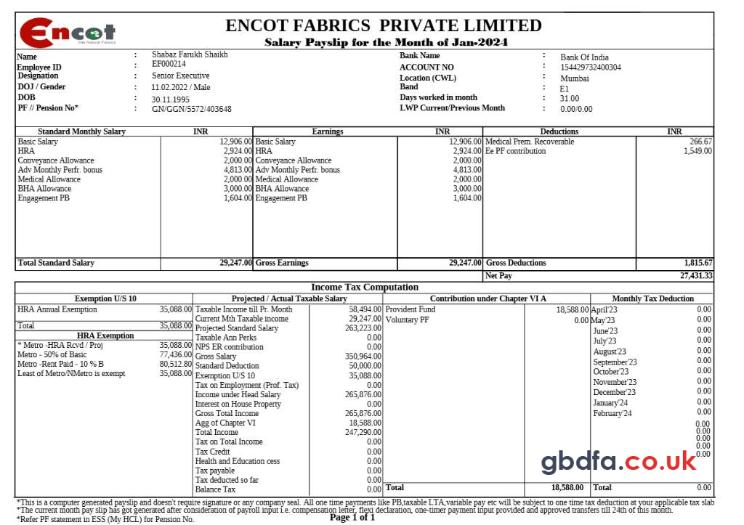 Encot
ENCOT FABRICS PRIVATE LIMITED
Salary Payslip for the Month of Jan-2024
Name : Shabaz Farukh Shaikh
Employee ID : EF000214
Designation : Senior Executive
DOJ / Gender : 11.02.2022 / Male
DOB : 30.11.1995
PF // Pension No* : GN/GGN/5572/403648
Bank Name : Bank Of India
ACCOUNT NO : 154429732400304
Location (CWL) : Mumbai
Band : E1
Days worked in month : 31.00
LWP Current/Previous Month : 0.00/0.00
Standard Monthly Salary INR Earnings INR Deductions INR
Basic Salary 12,906.00 Basic Salary 12,906.00 Medical Prem. Recoverable 266.67
HRA 2,924.00 HRA 2,924.00 Ee PF contribution 1,549.00
Conveyance Allowance 2,000.00 Conveyance Allowance 2,000.00
Adv Monthly Perfr. bonus 4,813.00 Adv Monthly Perfr. bonus 4,813.00
Medical Allowance 2,000.00 Medical Allowance 2,000.00
BHA Allowance 3,000.00 BHA Allowance 3,000.00
Engagement PB 1,604.00 Engagement PB 1,604.00
Total Standard Salary 29,247.00 Gross Earnings 29,247.00 Gross Deductions 1,815.67
Net Pay 27,431.33
Income Tax Computation
Exemption U/S 10
HRA Annual Exemption 35,088.00
Total 35,088.00
HRA Exemption
* Metro -HRA Rcvd / Proj 35,088.00
Metro - 50% of Basic 77,436.00
Metro -Rent Paid - 10 % B 80,512.80
Least of Metro/NMetro is exempt 35,088.00
Projected / Actual Taxable Salary
Taxable Income till Pr. Month 58,494.00
Current Mth Taxable income 29,247.00
Projected Standard Salary 263,223.00
Taxable Ann Perks 0.00
NPS ER contribution 0.00
Gross Salary 350,964.00
Standard Deduction 50,000.00
Exemption U/S 10 35,088.00
Tax on Employment (Prof. Tax) 0.00
Income under Head Salary 265,876.00
Interest on House Property 0.00
Gross Total Income 265,876.00
Agg of Chapter VI 18,588.00
Total Income 247,290.00
Tax on Total Income 0.00
Tax Credit 0.00
Health and Education cess 0.00
Tax payable 0.00
Tax deducted so far 0.00
Balance Tax 0.00
Contribution under Chapter VI A
Provident Fund 18,588.00
Voluntary PF 0.00
Total 18,588.00
Monthly Tax Deduction
April'23 0.00
May'23 0.00
June'23 0.00
July'23 0.00
August'23 0.00
September'23 0.00
October'23 0.00
November'23 0.00
December'23 0.00
January'24 0.00
February'24 0.00
0.00
0.00
0.00
0.00
0.00
Total 0.00
gbdfa.co.uk
*This is a computer generated payslip and doesn't require signature or any company seal. All one time payments like PB,taxable LTA,variable pay etc will be subject to one time tax deduction at your applicable tax slab
*The current month pay slip has got generated after consideration of payroll input i.e. compensation letter, flexi declaration, one-timer payment input provided and approved transfers till 24th of this month.
*Refer PF statement in ESS (My HCL) for Pension No.
Page 1 of 1